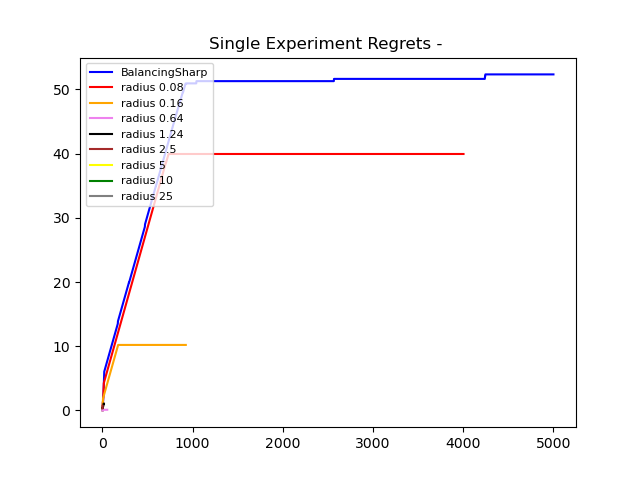 Single Experiment Regrets -
BalancingSharp
radius 0.08
radius 0.16
radius 0.64
radius 1.24
radius 2.5
radius 5
radius 10
radius 25
50
40
30
20
10
0
0 1000 2000 3000 4000 5000